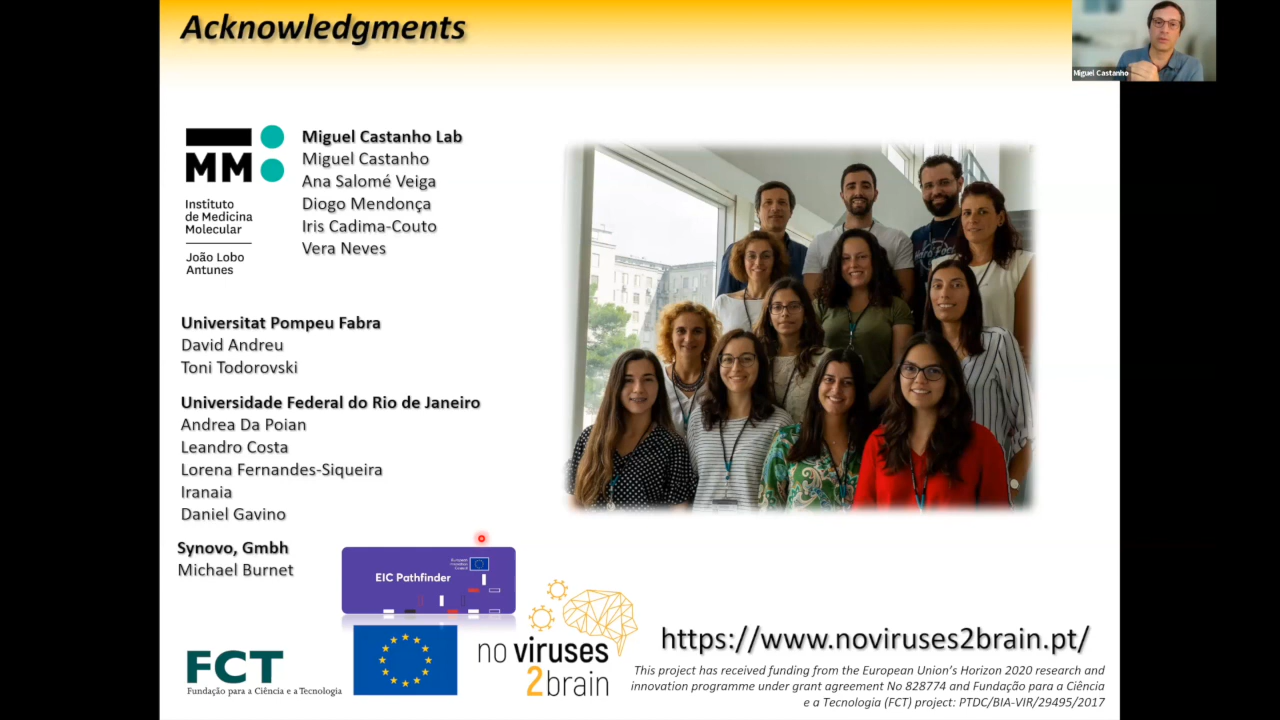 Acknowledgments
Miguel Castanho
MM
Instituto
de Medicina
Molecular
João Lobo
Antunes
Miguel Castanho Lab
Miguel Castanho
Ana Salomé Veiga
Diogo Mendonça
Iris Cadima-Couto
Vera Neves
Universitat Pompeu Fabra
David Andreu
Toni Todorovski
Universidade Federal do Rio de Janeiro
Andrea Da Poian
Leandro Costa
Lorena Fernandes-Siqueira
Iranaia
Daniel Gavino
Synovo, Gmbh
Michael Burnet
European
Innovation
Council
EIC Pathfinder
FCT
Fundação para a Ciência e a Tecnologia
no viruses
2brain
https://www.noviruses2brain.pt/
This project has received funding from the European Union's Horizon 2020 research and
innovation programme under grant agreement No 828774 and Fundação para a Ciência
e a Tecnologia (FCT) project: PTDC/BIA-VIR/29495/2017